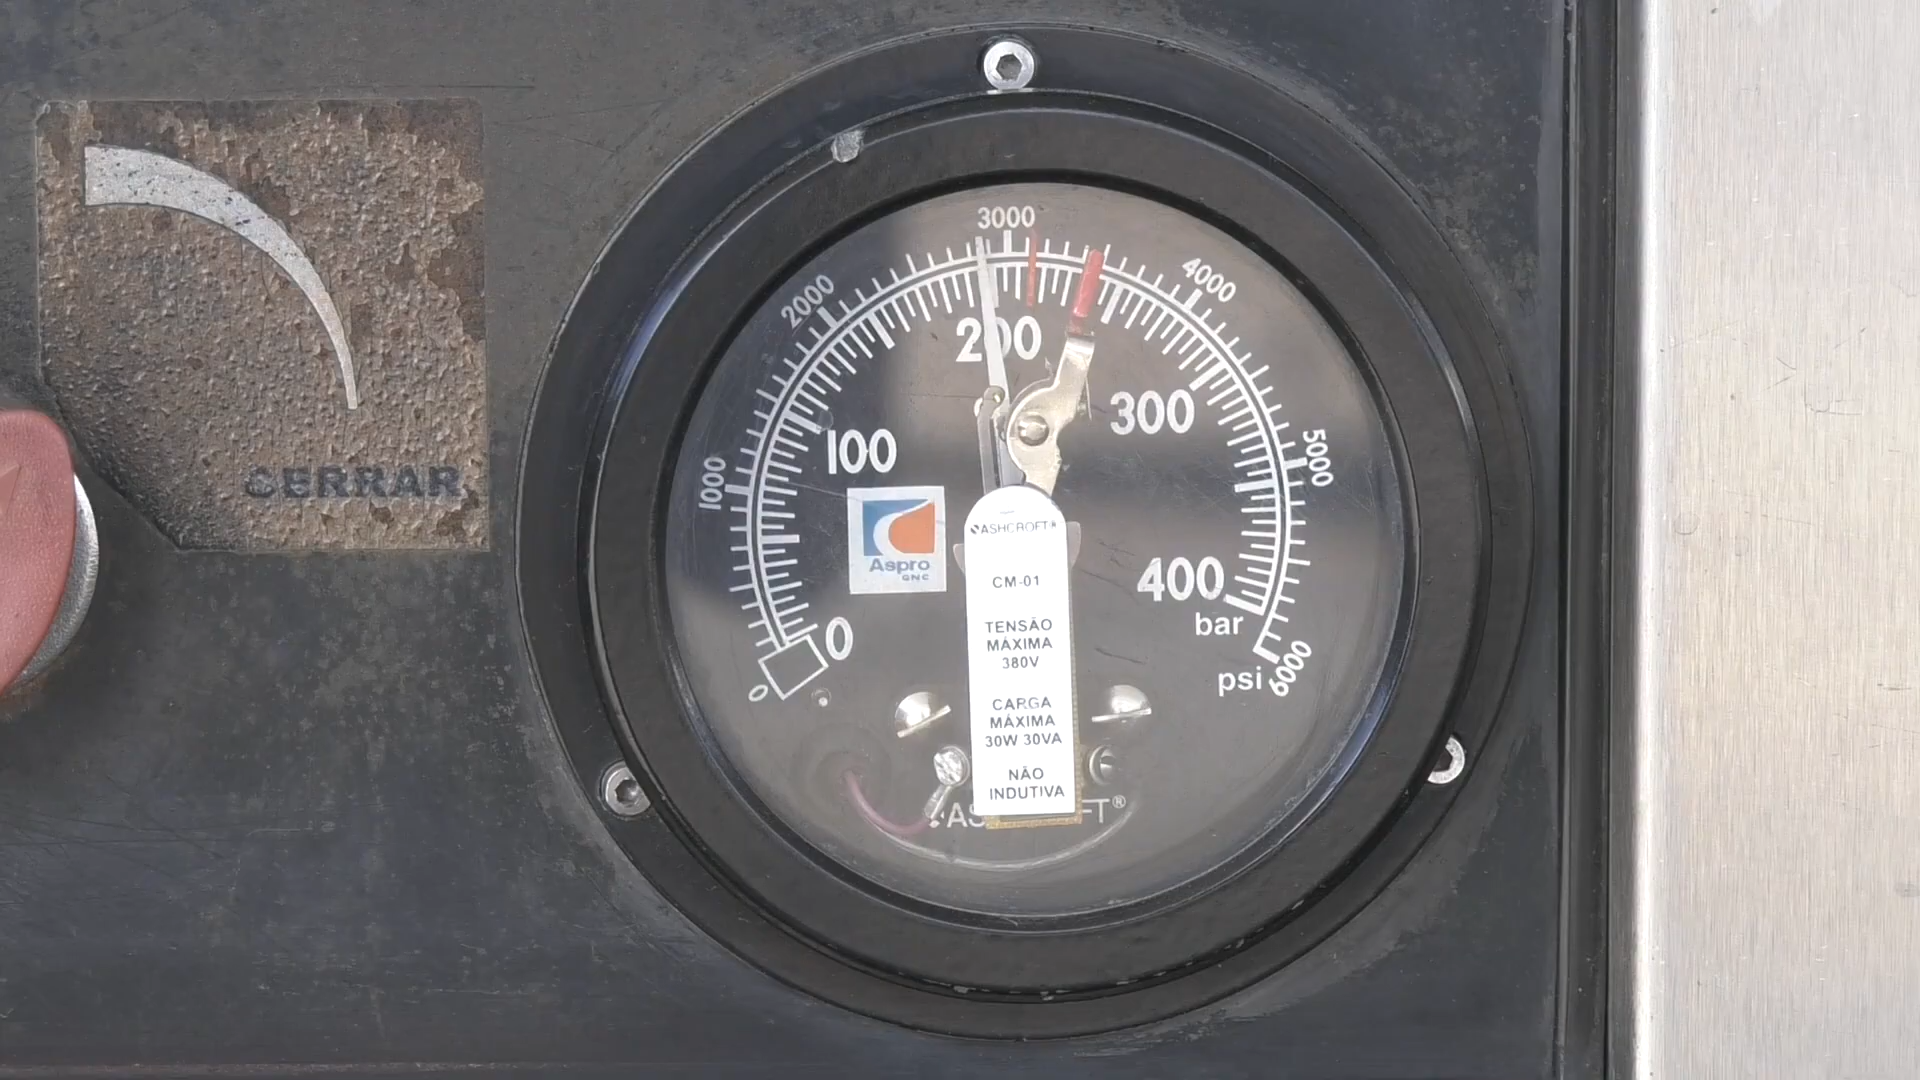 CERRAR
3000
2000
4000
200
300
100
1000
5000
400
0
bar
psi
6000
0
Aspro
GNC
ASHCROFT®
CM-01
TENSÃO
MÁXIMA
380V
CARGA
MÁXIMA
30W 30VA
NÃO
INDUTIVA